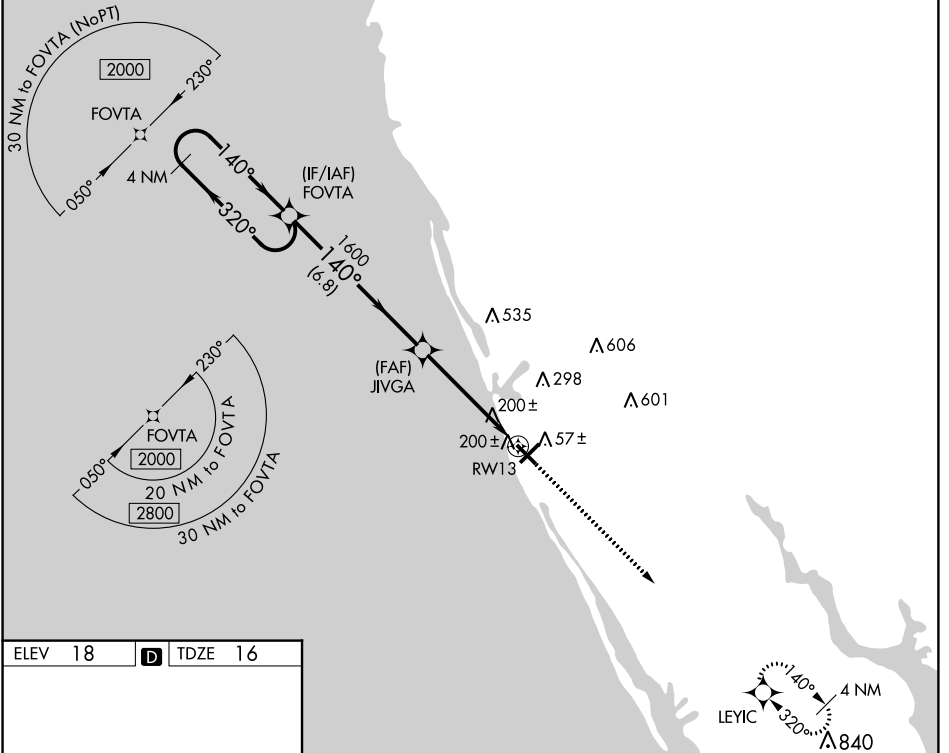 30 NM to FOVTA (NoPT)
2000
230°
FOVTA
050°
4 NM
140°
320°
(IF/IAF)
FOVTA
1600
140°
(6.8)
(FAF)
JIVGA
535
606
298
601
200±
200±
57±
RW13
230°
FOVTA
050°
2000
20 NM to FOVTA
2800
30 NM to FOVTA
ELEV 18 D TDZE 16
140°
4 NM
LEYIC
320°
840